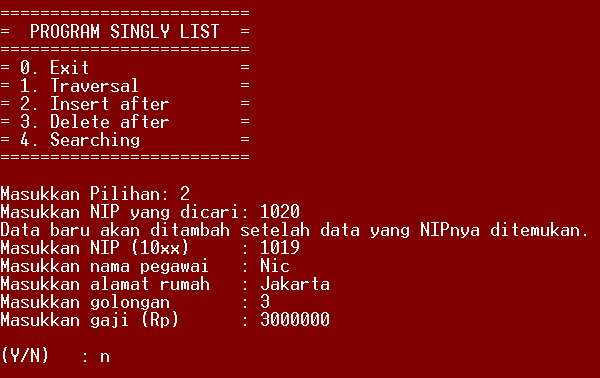 =========================
=  PROGRAM SINGLY LIST  =
=========================
= 0. Exit               =
= 1. Traversal          =
= 2. Insert after       =
= 3. Delete after       =
= 4. Searching          =
=========================
Masukkan Pilihan: 2
Masukkan NIP yang dicari: 1020
Data baru akan ditambah setelah data yang NIPnya ditemukan.
Masukkan NIP (10xx)     : 1019
Masukkan nama pegawai   : Nic
Masukkan alamat rumah   : Jakarta
Masukkan golongan       : 3
Masukkan gaji (Rp)      : 3000000
(Y/N)   : n